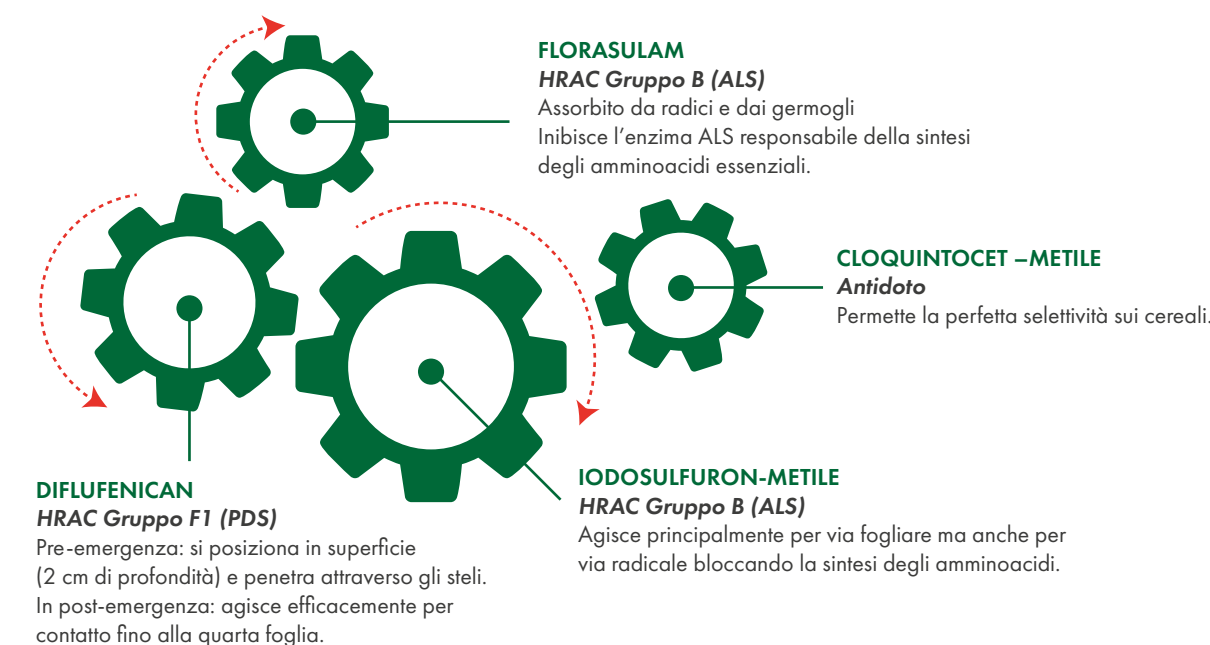 FLORASULAM
HRAC Gruppo B (ALS)
Assorbito da radici e dai germogli
Inibisce l'enzima ALS responsabile della sintesi
degli amminoacidi essenziali.
CLOQUINTOCET –METILE
Antidoto
Permette la perfetta selettività sui cereali.
DIFLUFENICAN
HRAC Gruppo F1 (PDS)
Pre-emergenza: si posiziona in superficie
(2 cm di profondità) e penetra attraverso gli steli.
In post-emergenza: agisce efficacemente per
contatto fino alla quarta foglia.
IODOSULFURON-METILE
HRAC Gruppo B (ALS)
Agisce principalmente per via fogliare ma anche per
via radicale bloccando la sintesi degli amminoacidi.